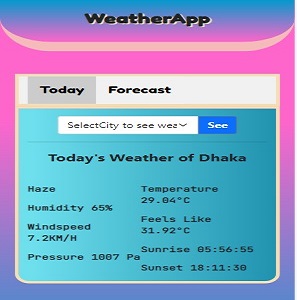 WeatherApp
Today Forecast
SelectCity to see wea
See
Today's Weather of Dhaka
Haze
Humidity 65%
Windspeed
7.2KM/H
Pressure 1007 Pa
Temperature
29.04°C
Feels Like
31.92°C
Sunrise 05:56:55
Sunset 18:11:30